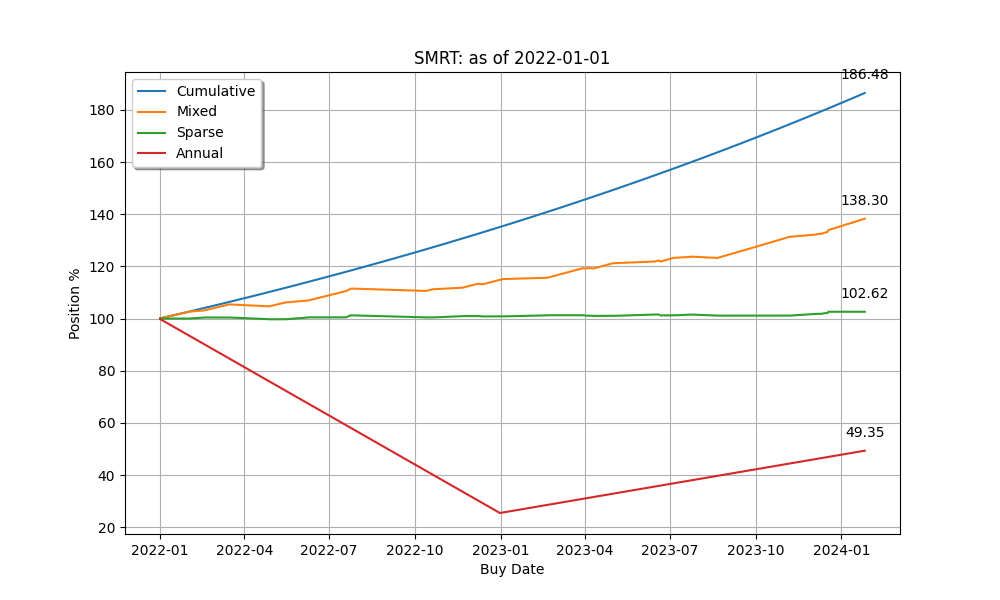 SMRT: as of 2022-01-01
Cumulative
Mixed
Sparse
Annual
186.48
138.30
102.62
49.35
Position %
180
160
140
120
100
80
60
40
20
2022-01 2022-04 2022-07 2022-10 2023-01 2023-04 2023-07 2023-10 2024-01
Buy Date